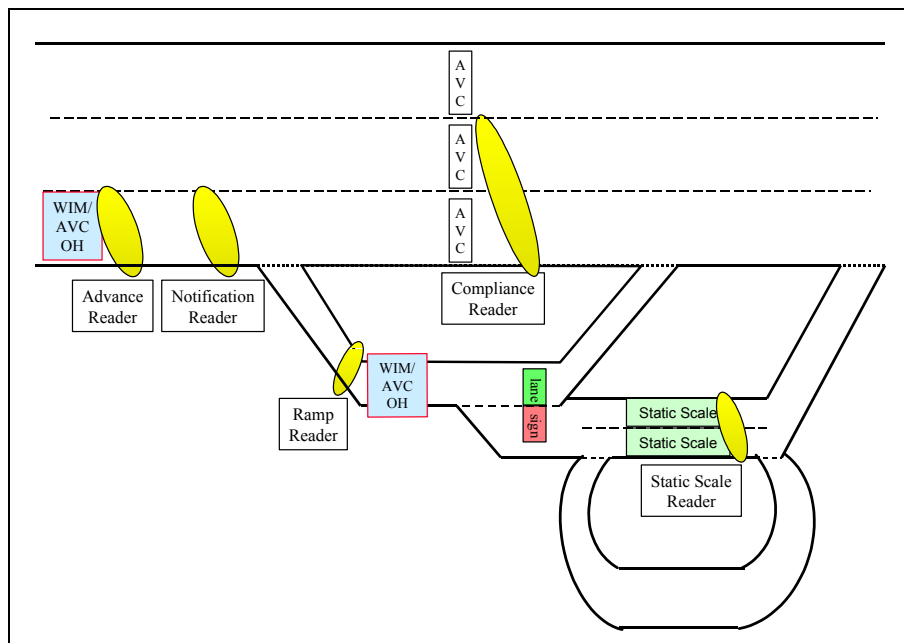 A
V
C
A
V
C
A
V
C
WIM/
AVC
OH
Advance
Reader
Notification
Reader
Compliance
Reader
WIM/
AVC
OH
Ramp
Reader
lane
sign
Static Scale
Static Scale
Static Scale
Reader